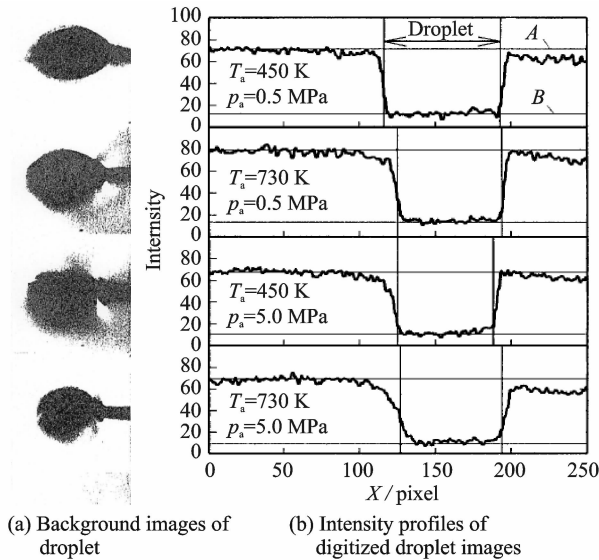 100
80
60
40
20
0
Droplet
A
B
Tₐ=450 K
pₐ=0.5 MPa
80
60
40
20
0
Tₐ=730 K
pₐ=0.5 MPa
80
60
40
20
0
Tₐ=450 K
pₐ=5.0 MPa
80
60
40
20
0
Tₐ=730 K
pₐ=5.0 MPa
Internsity
0 50 100 150 200 250
X / pixel
(a) Background images of
droplet
(b) Intensity profiles of
digitized droplet images